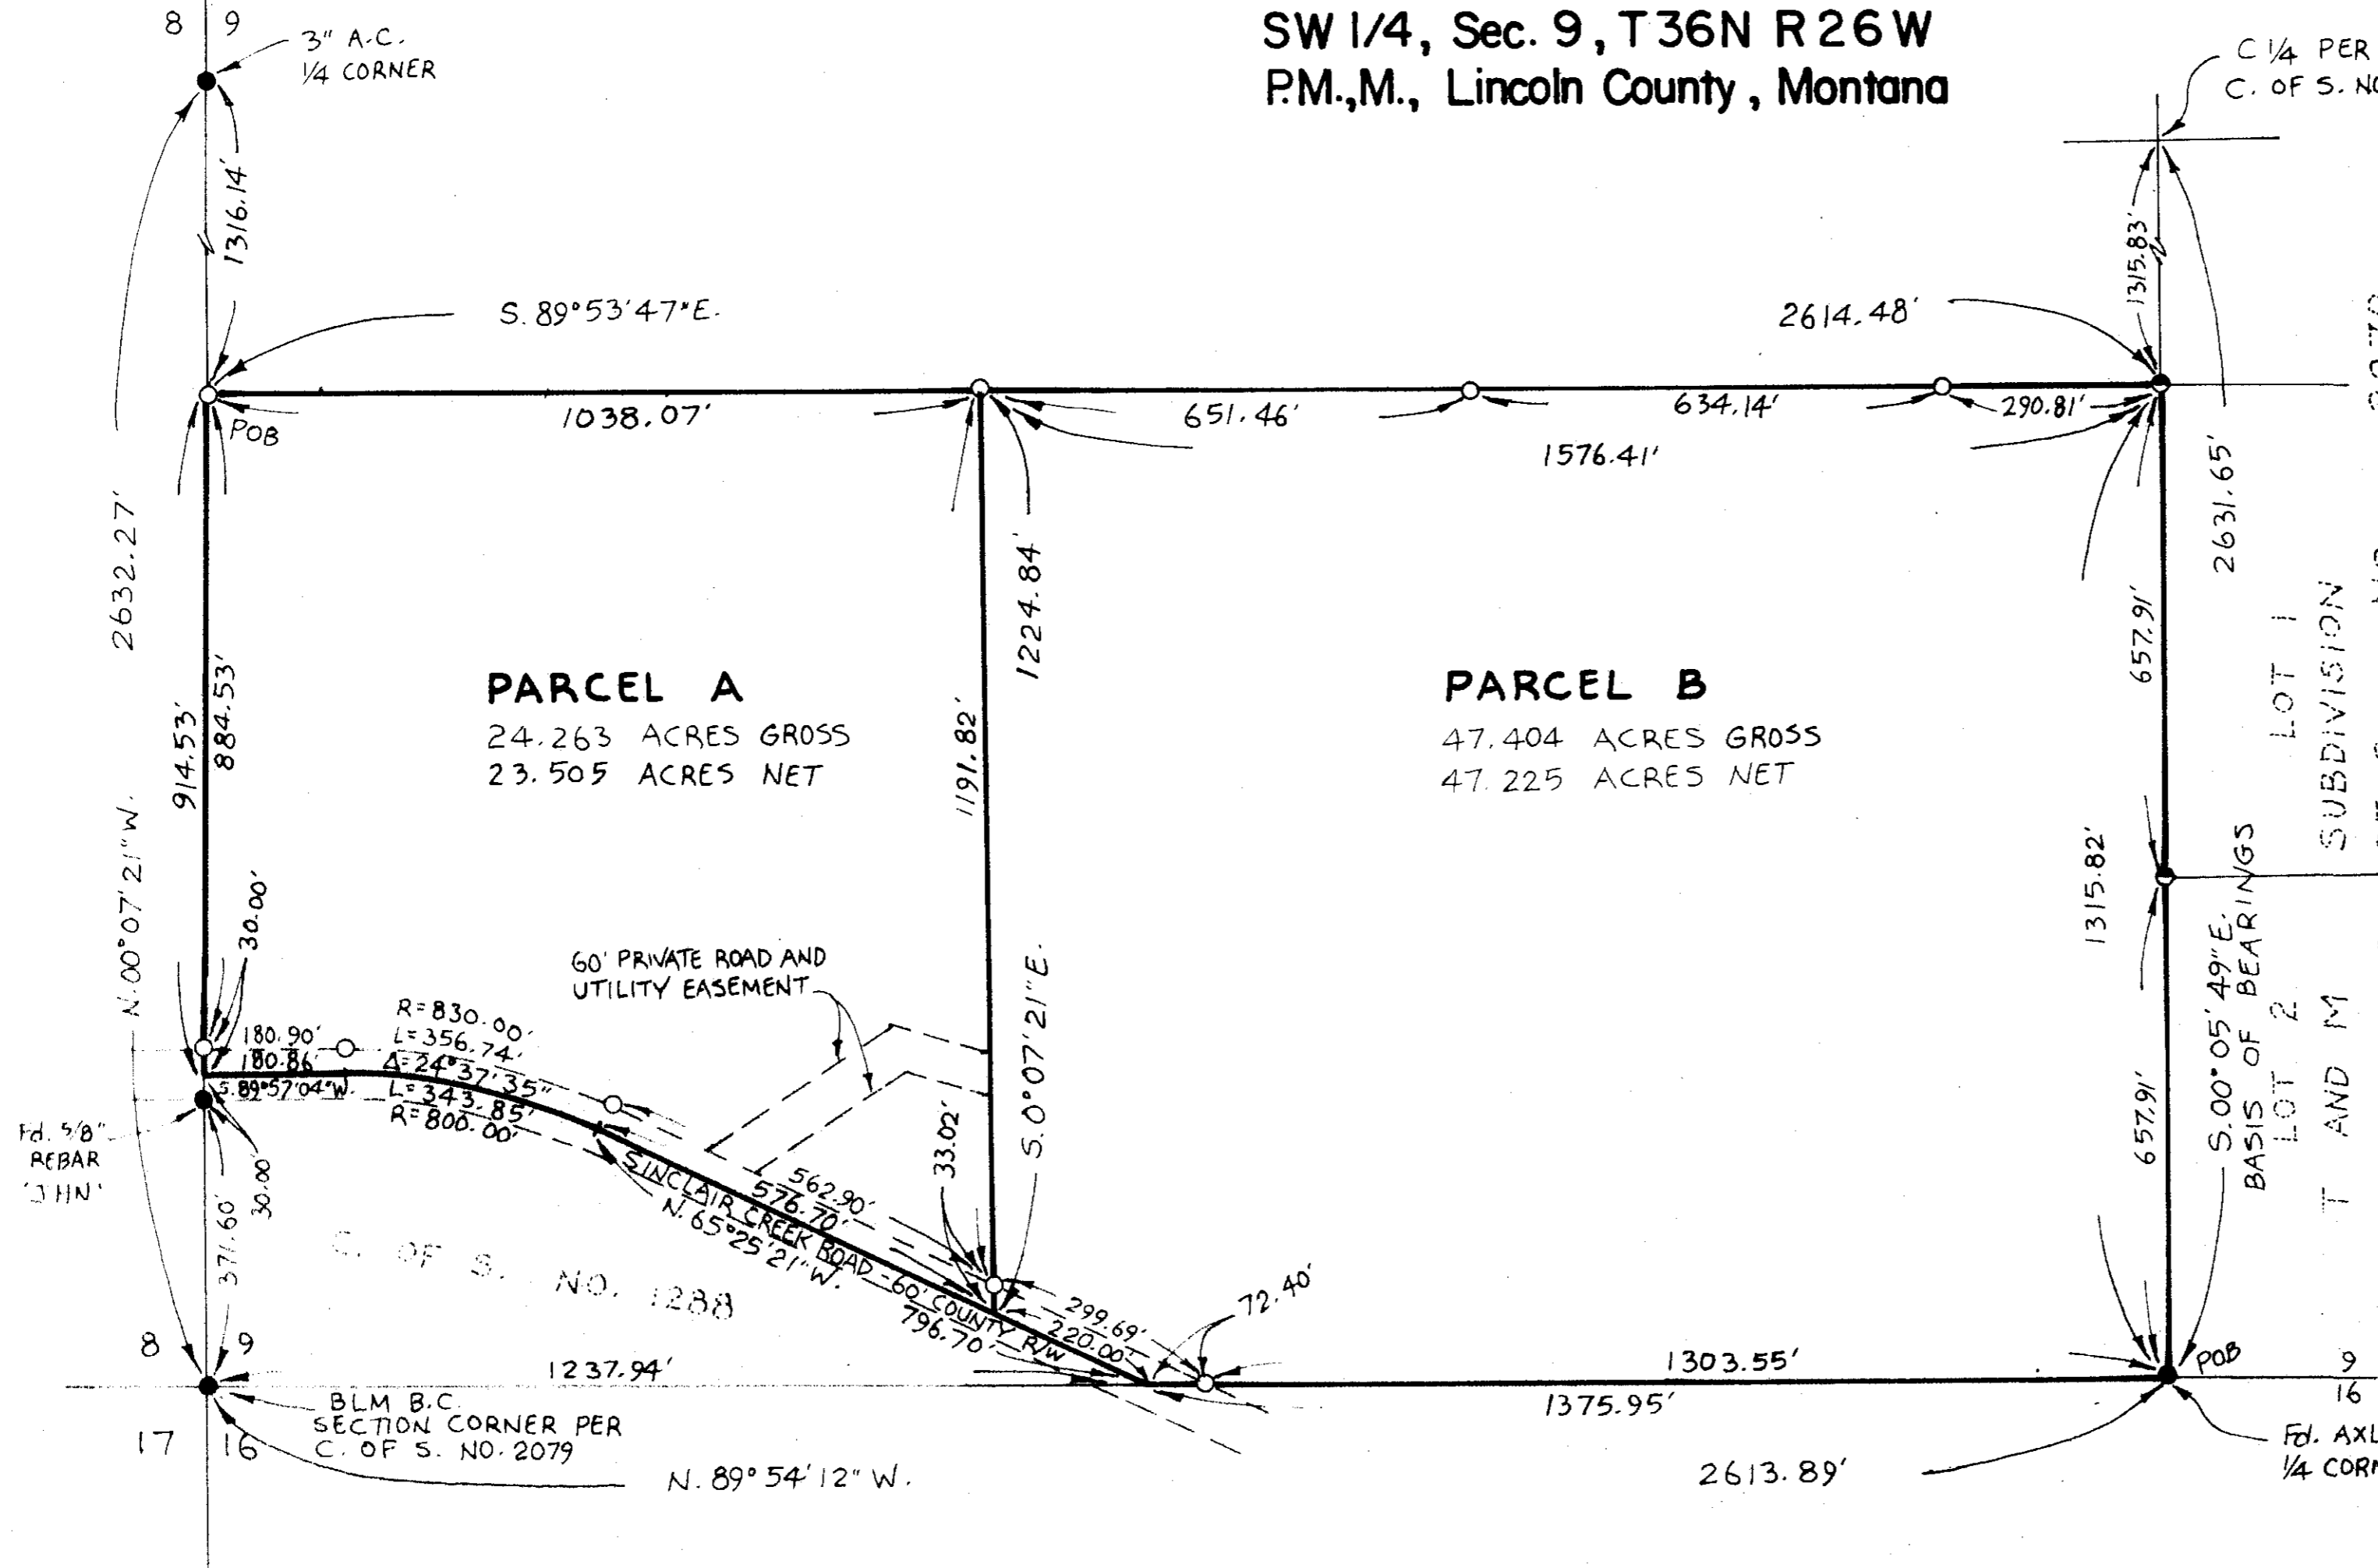 SW 1/4, Sec. 9, T36N R26W
P.M.,M., Lincoln County, Montana
8 9
3" A.C.
1/4 CORNER
C 1/4 PER
C. OF S.
1316.14'
1315.83'
S. 89°53'47"E.
2614.48'
POB
1038.07'
651.46'
634.14'
290.81'
1576.41'
2632.27'
N.00°07'21"W.
914.53'
884.53'
1224.84'
1191.82'
2631.65'
657.91'
PARCEL A
24.263 ACRES GROSS
23.505 ACRES NET
PARCEL B
47.404 ACRES GROSS
47.225 ACRES NET
LOT 1
SUBDIVISION
30.00'
60' PRIVATE ROAD AND
UTILITY EASEMENT
S.0°07'21"E.
1315.82'
S.00°05'49"E.
BASIS OF BEARINGS
LOT 2
T AND M
657.91'
180.90'
180.86'
S.89°57'04"W.
R=830.00'
L=356.74'
Δ=24°37'35"
L=343.85'
R=800.00'
Fd. 5/8"
REBAR
'JHN'
30.00'
371.60'
33.02'
562.90'
576.70'
SINCLAIR CREEK ROAD - 60' COUNTY R/W
N.65°25'21"W.
796.70'
299.69'
220.00'
72.40'
C. OF S. NO. 1288
8 9
1237.94'
1303.55'
1375.95'
POB
9
16
BLM B.C.
SECTION CORNER PER
C. OF S. NO. 2079
17 16
N. 89°54'12" W.
2613.89'
Fd.
1/4